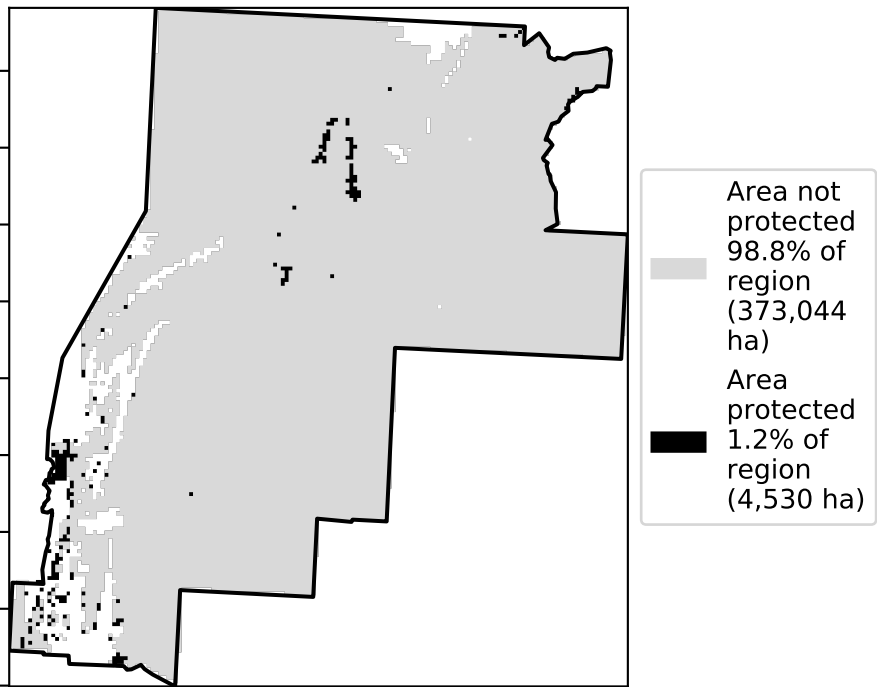 Area not
protected
98.8% of
region
(373,044
ha)
Area
protected
1.2% of
region
(4,530 ha)